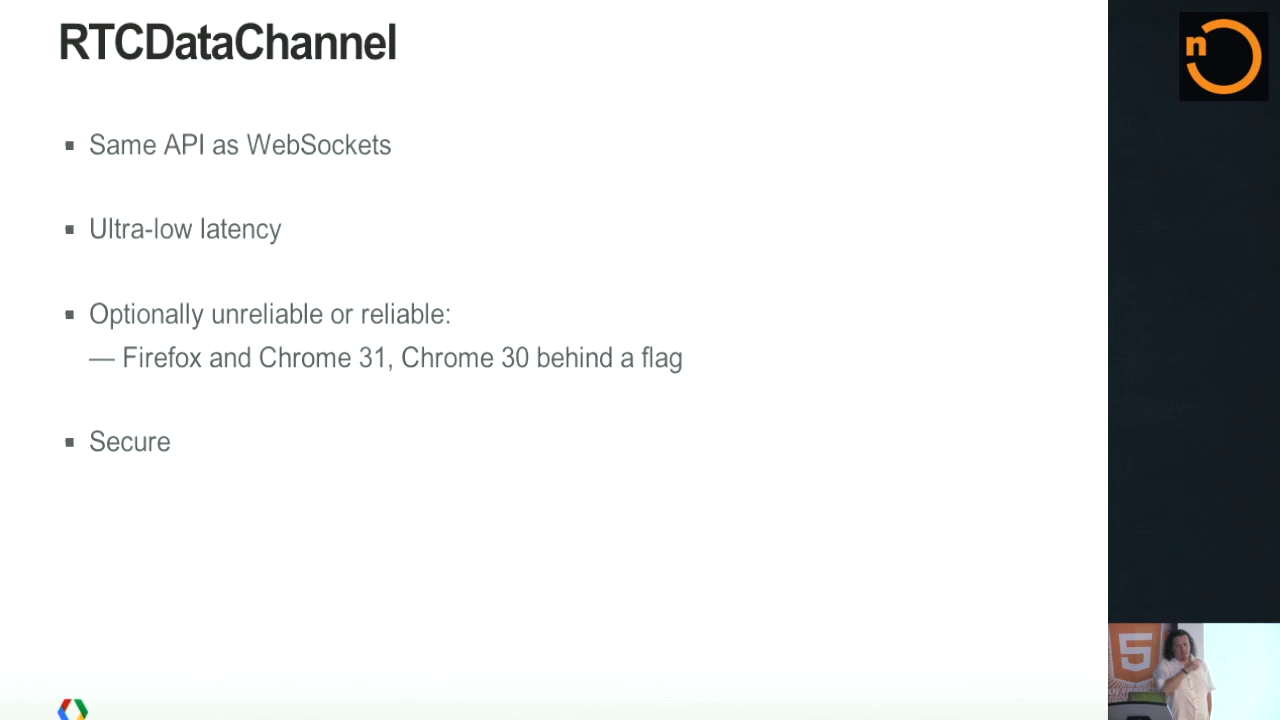 RTCDataChannel
n
▪ Same API as WebSockets
▪ Ultra-low latency
▪ Optionally unreliable or reliable:
— Firefox and Chrome 31, Chrome 30 behind a flag
▪ Secure
5